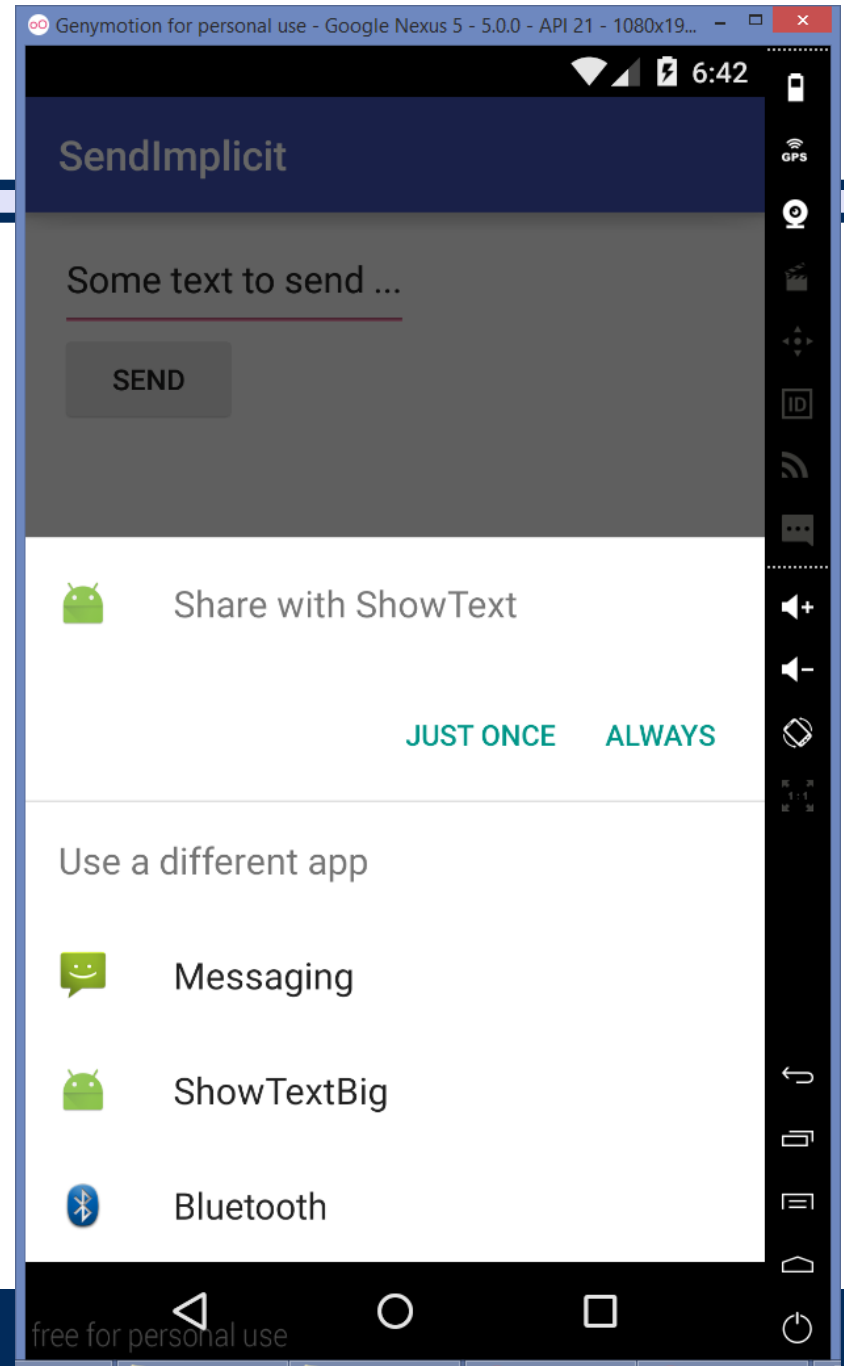 Genymotion for personal use - Google Nexus 5 - 5.0.0 - API 21 - 1080x19...
6:42
SendImplicit
GPS
Some text to send ...
SEND
ID
Share with ShowText
JUST ONCE ALWAYS
1:1
Use a different app
Messaging
ShowTextBig
Bluetooth
free for personal use